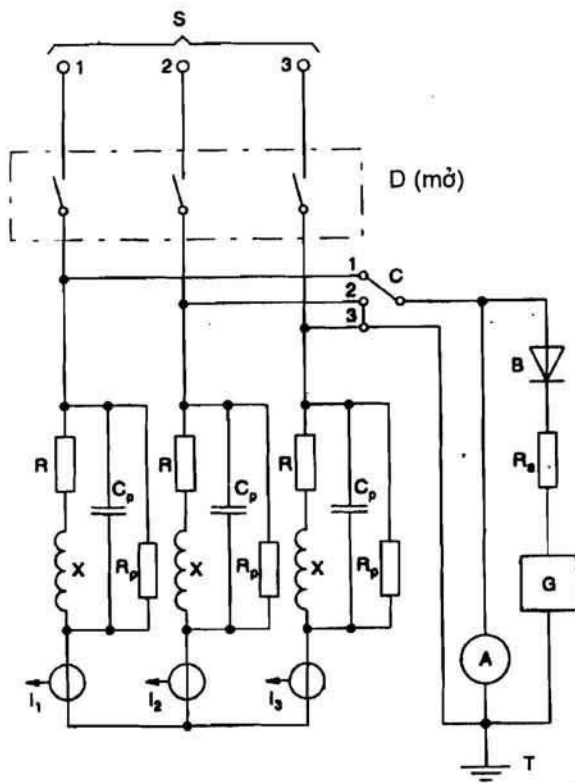 S
1 2 3
D (mở)
1
2
3
C
B
Rs
R Cp Rp X
R Cp Rp X
R Cp Rp X
G
A
I1 I2 I3
T